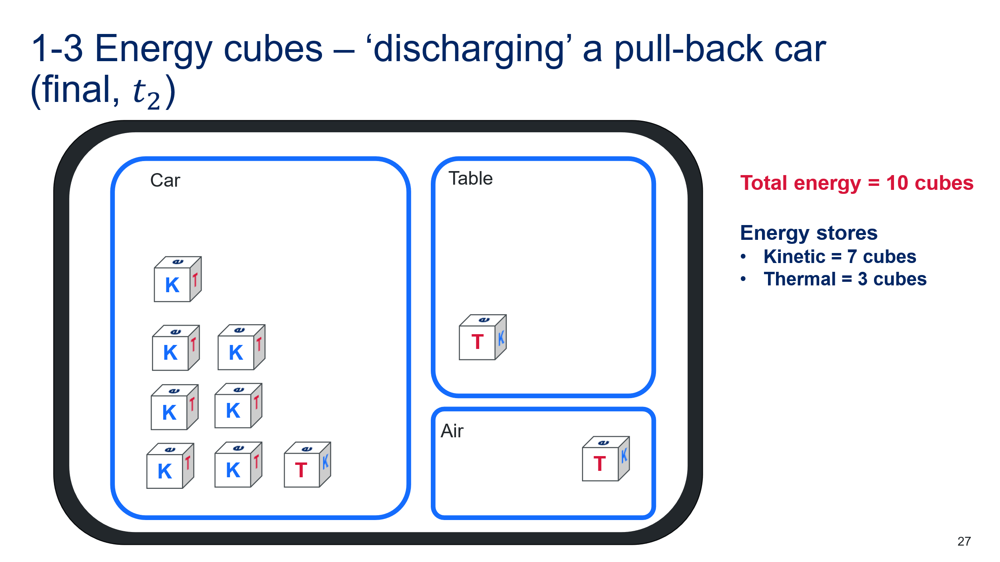 1-3 Energy cubes – ‘discharging’ a pull-back car
(final, t₂)
Car
K T e
K T e
K T e
K T e
K T e
K T e
K T e
T K e
Table
T K e
Air
T K e
Total energy = 10 cubes
Energy stores
• Kinetic = 7 cubes
• Thermal = 3 cubes
27